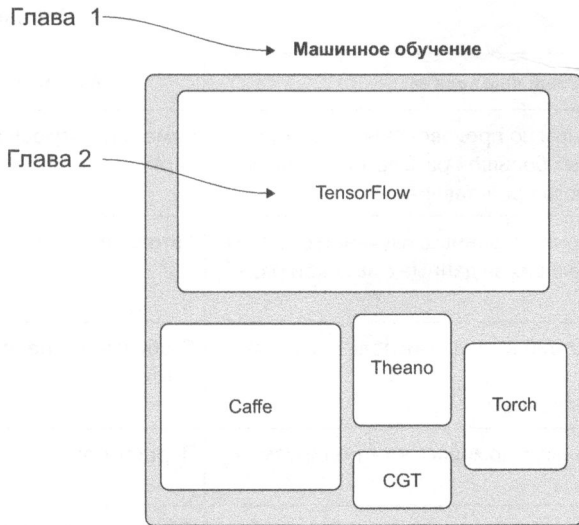 Глава 1
Машинное обучение
Глава 2
TensorFlow
Caffe
Theano
Torch
CGT